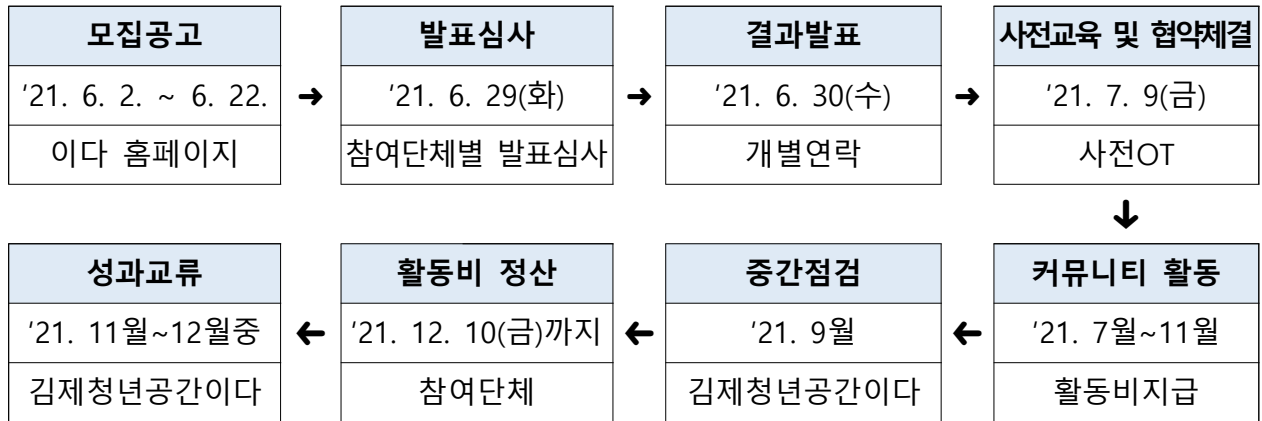 모집공고
'21. 6. 2. ~ 6. 22.
이다 홈페이지
➜
발표심사
'21. 6. 29(화)
참여단체별 발표심사
➜
결과발표
'21. 6. 30(수)
개별연락
➜
사전교육 및 협약체결
'21. 7. 9(금)
사전OT
↓
커뮤니티 활동
'21. 7월~11월
활동비지급
←
중간점검
'21. 9월
김제청년공간이다
←
활동비 정산
'21. 12. 10(금)까지
참여단체
←
성과교류
'21. 11월~12월중
김제청년공간이다